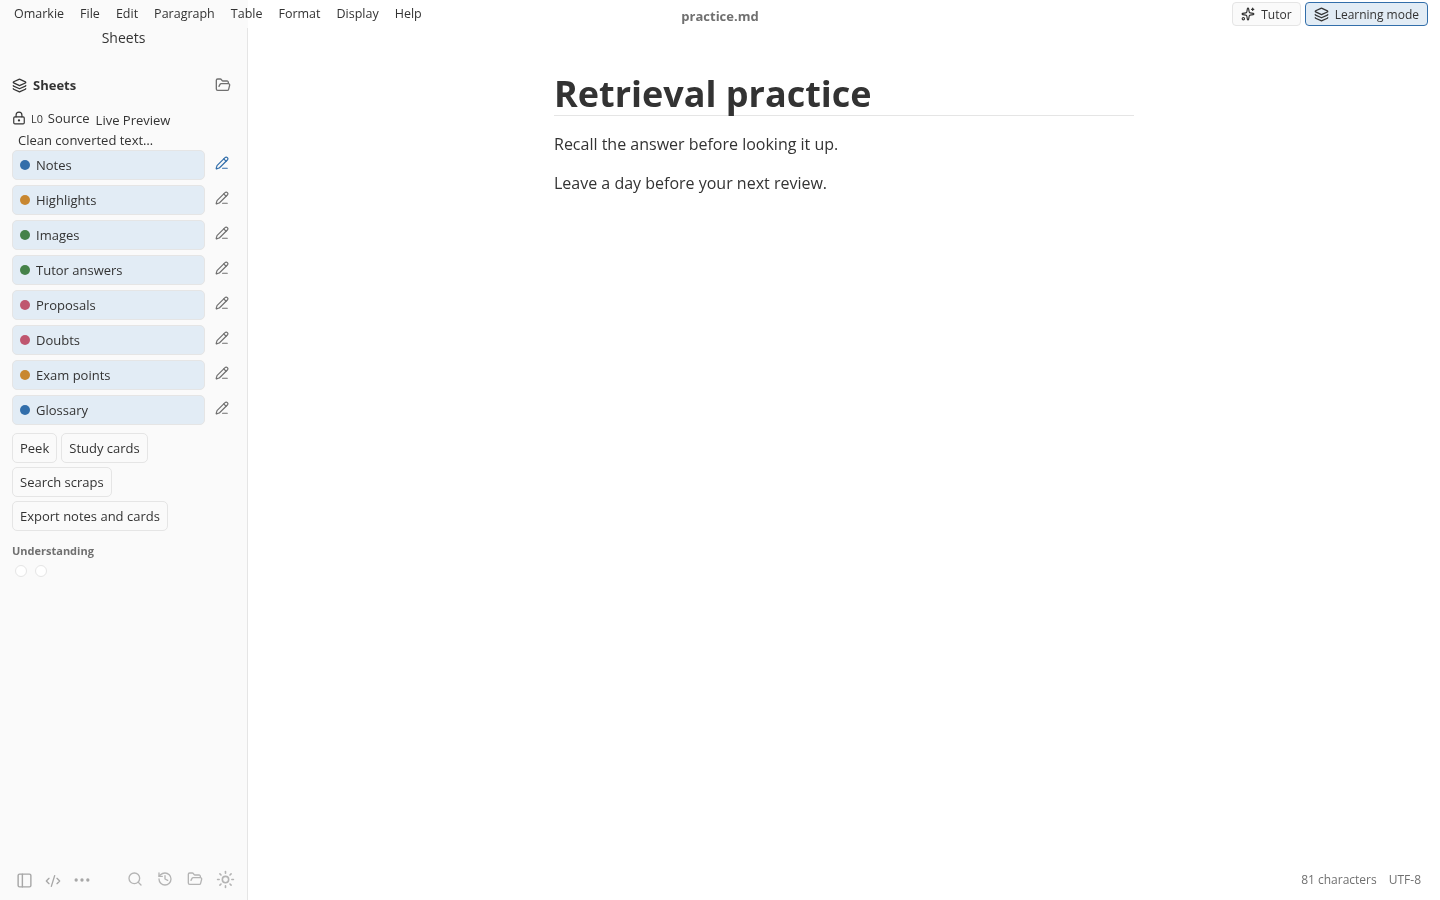 Omarkie File Edit Paragraph Table Format Display Help
practice.md
Tutor
Learning mode
Sheets
Sheets
L0 Source Live Preview
Clean converted text...
Notes
Highlights
Images
Tutor answers
Proposals
Doubts
Exam points
Glossary
Peek
Study cards
Search scraps
Export notes and cards
Understanding
Retrieval practice
Recall the answer before looking it up.
Leave a day before your next review.
81 characters UTF-8